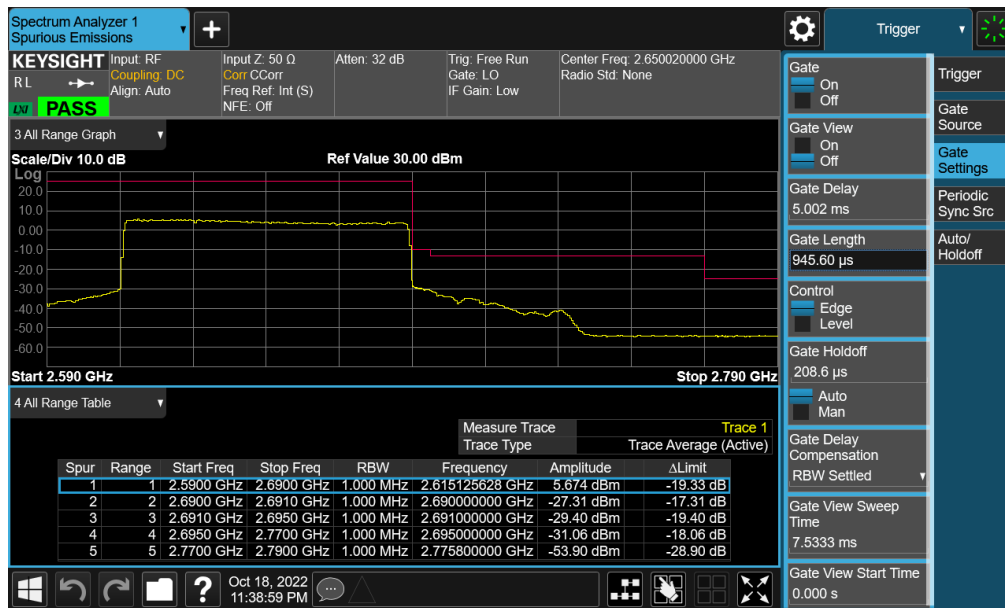 Spectrum Analyzer 1
Spurious Emissions
Trigger
KEYSIGHT
R L
LXI
PASS
Input: RF
Coupling: DC
Align: Auto
Input Z: 50 Ω
Corr CCorr
Freq Ref: Int (S)
NFE: Off
Atten: 32 dB
Trig: Free Run
Gate: LO
IF Gain: Low
Center Freq: 2.650020000 GHz
Radio Std: None
3 All Range Graph
Scale/Div 10.0 dB
Ref Value 30.00 dBm
Log
20.0
10.0
0.00
-10.0
-20.0
-30.0
-40.0
-50.0
-60.0
Start 2.590 GHz
Stop 2.790 GHz
4 All Range Table
Measure Trace Trace 1
Trace Type Trace Average (Active)
Spur Range Start Freq Stop Freq RBW Frequency Amplitude ΔLimit
1 1 2.5900 GHz 2.6900 GHz 1.000 MHz 2.615125628 GHz 5.674 dBm -19.33 dB
2 2 2.6900 GHz 2.6910 GHz 1.000 MHz 2.690000000 GHz -27.31 dBm -17.31 dB
3 3 2.6910 GHz 2.6950 GHz 1.000 MHz 2.691000000 GHz -29.40 dBm -19.40 dB
4 4 2.6950 GHz 2.7700 GHz 1.000 MHz 2.695000000 GHz -31.06 dBm -18.06 dB
5 5 2.7700 GHz 2.7900 GHz 1.000 MHz 2.775800000 GHz -53.90 dBm -28.90 dB
?
Oct 18, 2022
11:38:59 PM
Gate
On
Off
Gate View
On
Off
Gate Delay
5.002 ms
Gate Length
945.60 µs
Control
Edge
Level
Gate Holdoff
208.6 µs
Auto
Man
Gate Delay
Compensation
RBW Settled
Gate View Sweep
Time
7.5333 ms
Gate View Start Time
0.000 s
Trigger
Gate
Source
Gate
Settings
Periodic
Sync Src
Auto/
Holdoff